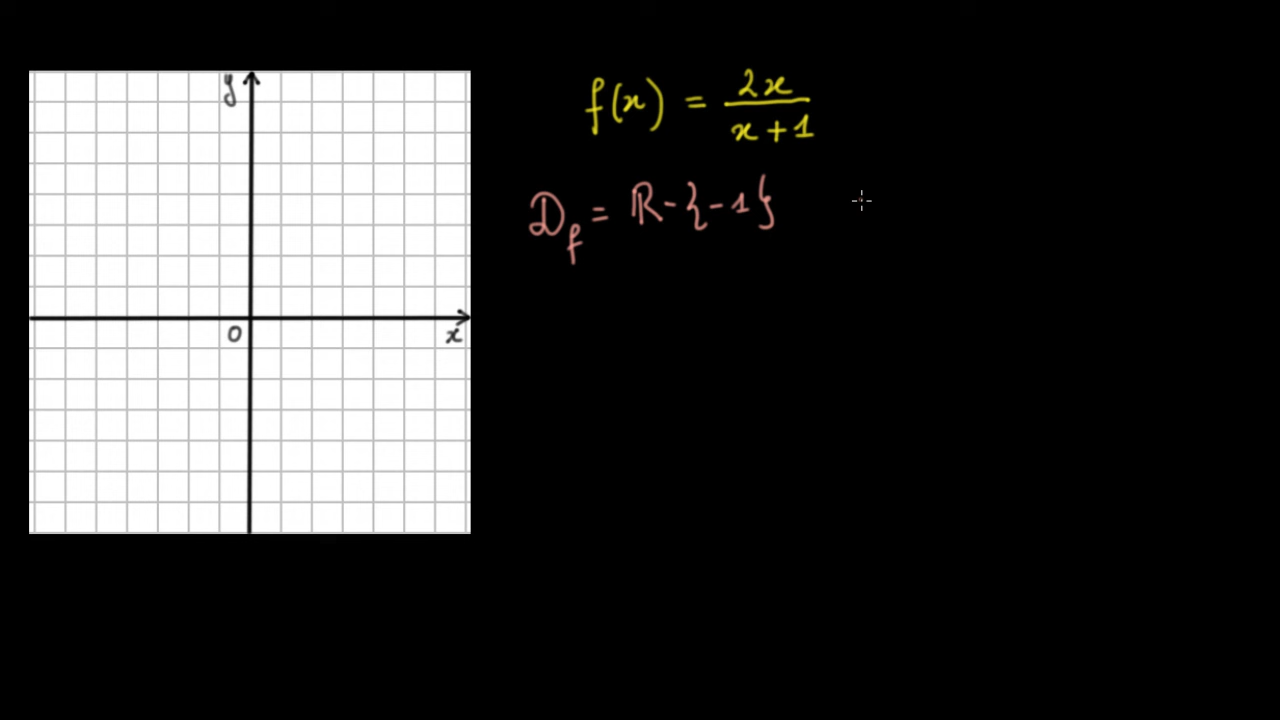 y
f(x) = 2x / x+1
D_f = ℝ-{-1}
0
x